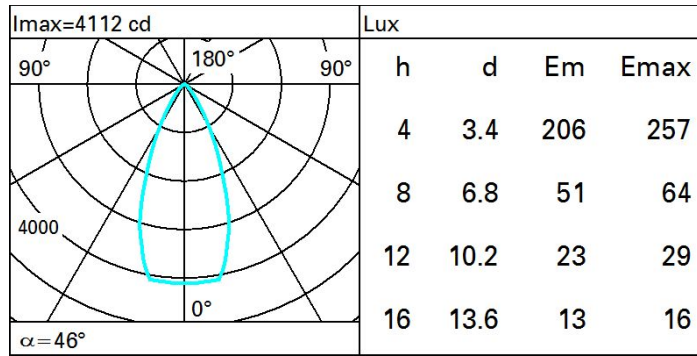 Imax=4112 cd
90°
180°
90°
4000
0°
α=46°
Lux
h d Em Emax
4 3.4 206 257
8 6.8 51 64
12 10.2 23 29
16 13.6 13 16